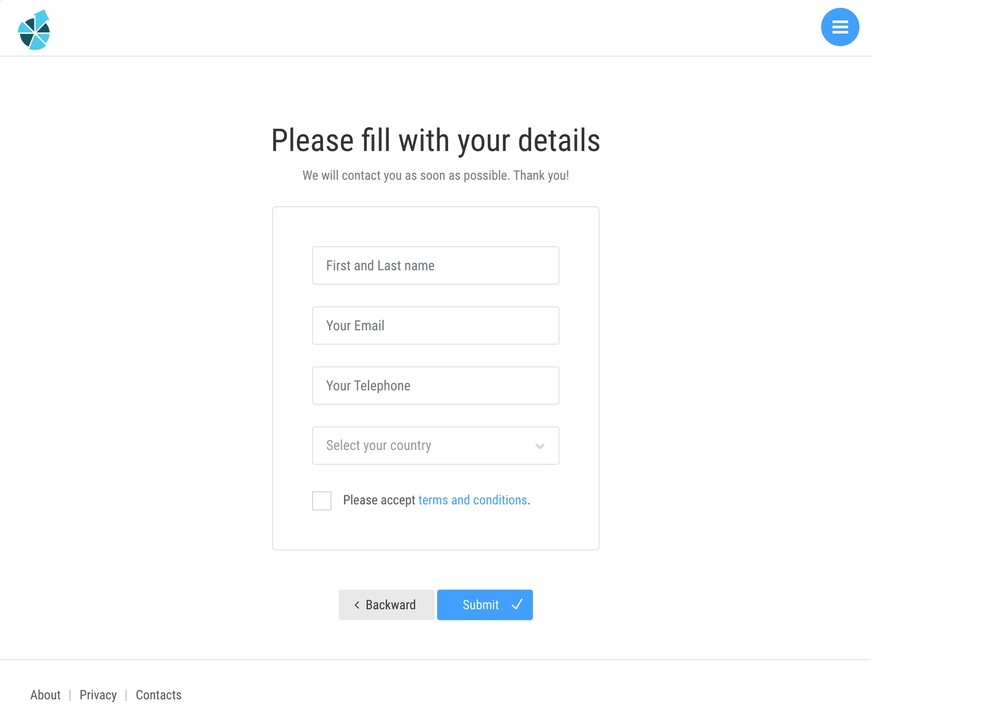 Please fill with your details
We will contact you as soon as possible. Thank you!
First and Last name
Your Email
Your Telephone
Select your country
Please accept terms and conditions.
Backward Submit
About | Privacy | Contacts